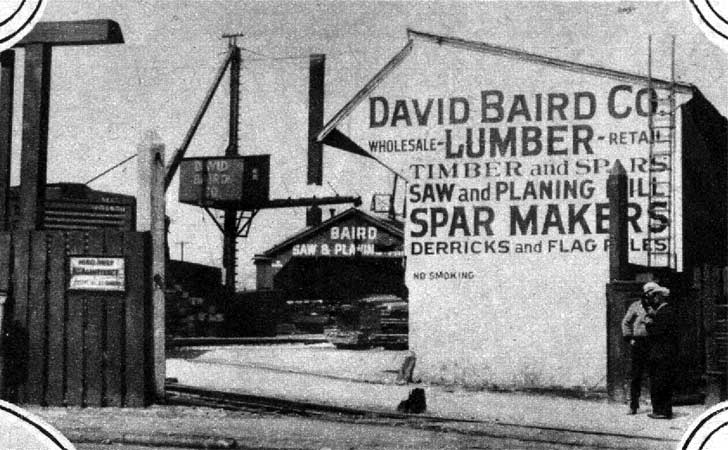 DAVID BAIRD CO.
WHOLESALE-LUMBER-RETAIL
TIMBER and SPARS
SAW and PLANING MILL
SPAR MAKERS
DERRICKS and FLAG POLES
NO SMOKING
DAVID
BAIRD
CO.
BAIRD
SAW & PLANIN